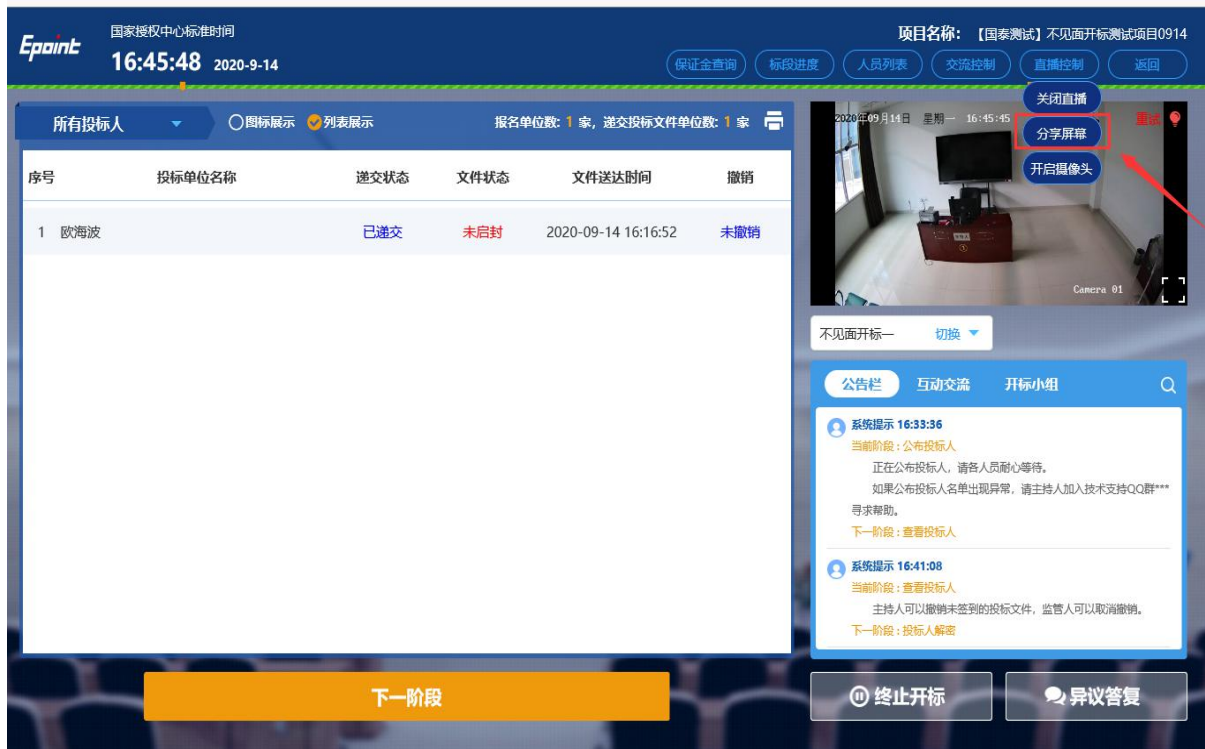 Epoint
国家授权中心标准时间
16:45:48 2020-9-14
项目名称：【国泰测试】不见面开标测试项目0914
保证金查询 标段进度 人员列表 交流控制 直播控制 返回
关闭直播
分享屏幕
开启摄像头
所有投标人 图标展示 列表展示 报名单位数: 1 家, 递交投标文件单位数: 1 家
序号 投标单位名称 递交状态 文件状态 文件送达时间 撤销
1 欧海波 已递交 未启封 2020-09-14 16:16:52 未撤销
2020年09月14日 星期一 16:45:45
重试
Camera 01
不见面开标一 切换
公告栏 互动交流 开标小组
系统提示 16:33:36
当前阶段：公布投标人
正在公布投标人，请各人员耐心等待。
如果公布投标人名单出现异常，请主持人加入技术支持QQ群***
寻求帮助。
下一阶段：查看投标人
系统提示 16:41:08
当前阶段：查看投标人
主持人可以撤销未签到的投标文件，监管人可以取消撤销。
下一阶段：投标人解密
下一阶段
终止开标
异议答复